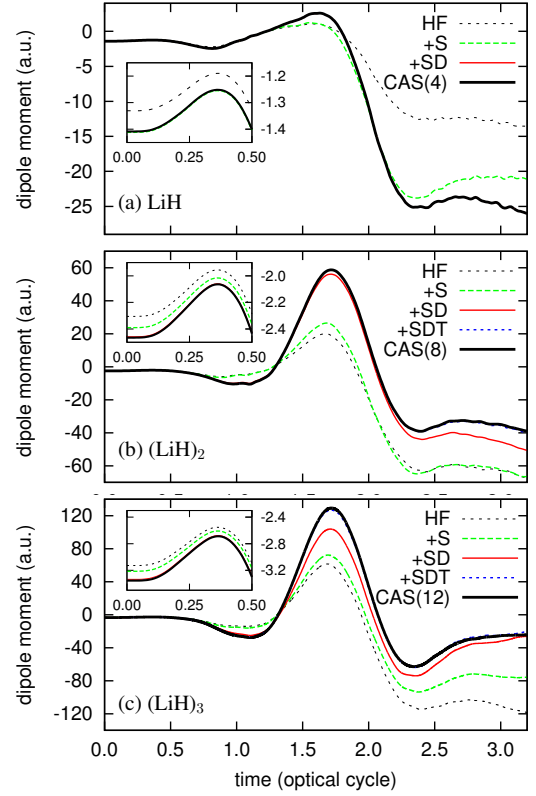 dipole moment (a.u.)
0
-5
-10
-15
-20
-25
HF
+S
+SD
CAS(4)
-1.2
-1.3
-1.4
0.00 0.25 0.50
(a) LiH
dipole moment (a.u.)
60
40
20
0
-20
-40
-60
HF
+S
+SD
+SDT
CAS(8)
-2.0
-2.2
-2.4
0.00 0.25 0.50
(b) (LiH)2
dipole moment (a.u.)
120
80
40
0
-40
-80
-120
HF
+S
+SD
+SDT
CAS(12)
-2.4
-2.8
-3.2
0.00 0.25 0.50
(c) (LiH)3
0.0 0.5 1.0 1.5 2.0 2.5 3.0
time (optical cycle)